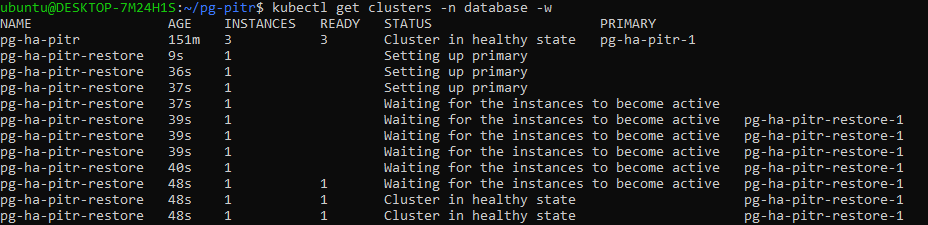 ubuntu@DESKTOP-7M24H1S:~/pg-pitr$ kubectl get clusters -n database -w
NAME AGE INSTANCES READY STATUS PRIMARY
pg-ha-pitr 151m 3 3 Cluster in healthy state pg-ha-pitr-1
pg-ha-pitr-restore 9s 1 Setting up primary
pg-ha-pitr-restore 36s 1 Setting up primary
pg-ha-pitr-restore 37s 1 Setting up primary
pg-ha-pitr-restore 37s 1 Waiting for the instances to become active
pg-ha-pitr-restore 39s 1 Waiting for the instances to become active pg-ha-pitr-restore-1
pg-ha-pitr-restore 39s 1 Waiting for the instances to become active pg-ha-pitr-restore-1
pg-ha-pitr-restore 39s 1 Waiting for the instances to become active pg-ha-pitr-restore-1
pg-ha-pitr-restore 40s 1 Waiting for the instances to become active pg-ha-pitr-restore-1
pg-ha-pitr-restore 48s 1 1 Waiting for the instances to become active pg-ha-pitr-restore-1
pg-ha-pitr-restore 48s 1 1 Cluster in healthy state pg-ha-pitr-restore-1
pg-ha-pitr-restore 48s 1 1 Cluster in healthy state pg-ha-pitr-restore-1